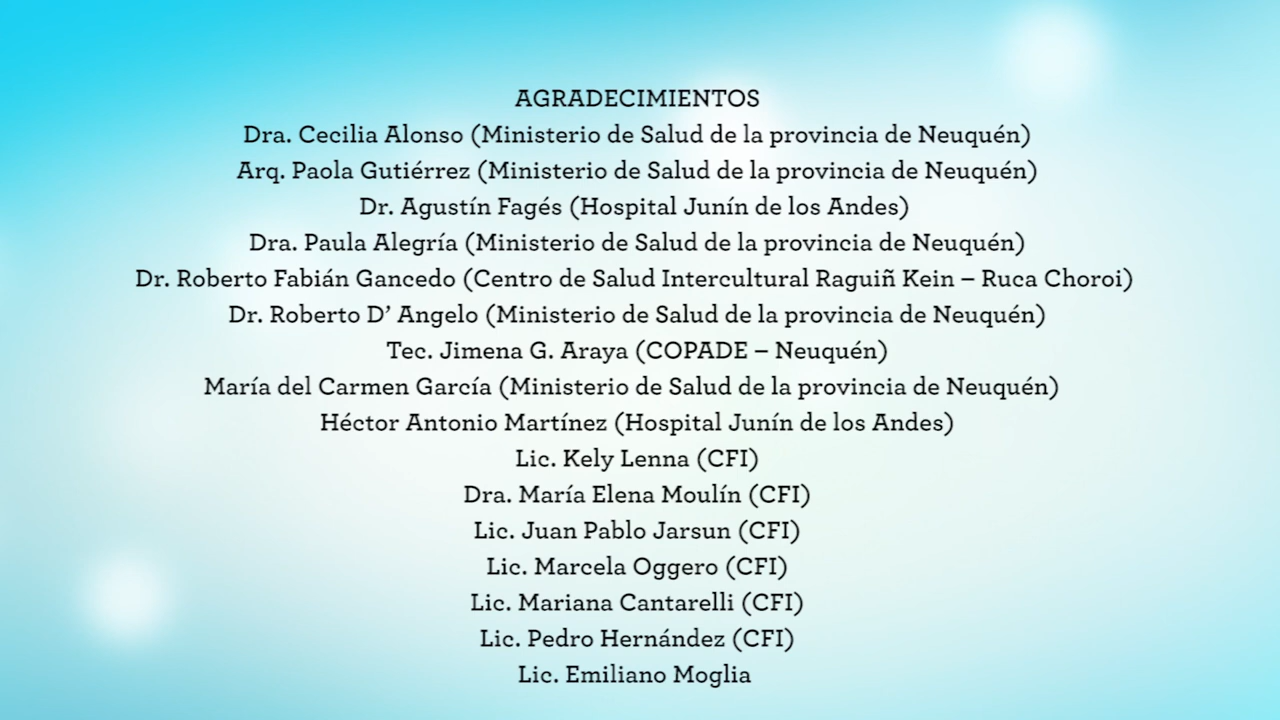 AGRADECIMIENTOS
Dra. Cecilia Alonso (Ministerio de Salud de la provincia de Neuquén)
Arq. Paola Gutiérrez (Ministerio de Salud de la provincia de Neuquén)
Dr. Agustín Fagés (Hospital Junín de los Andes)
Dra. Paula Alegría (Ministerio de Salud de la provincia de Neuquén)
Dr. Roberto Fabián Gancedo (Centro de Salud Intercultural Raguiñ Kein – Ruca Choroi)
Dr. Roberto D’ Angelo (Ministerio de Salud de la provincia de Neuquén)
Tec. Jimena G. Araya (COPADE – Neuquén)
María del Carmen García (Ministerio de Salud de la provincia de Neuquén)
Héctor Antonio Martínez (Hospital Junín de los Andes)
Lic. Kely Lenna (CFI)
Dra. María Elena Moulín (CFI)
Lic. Juan Pablo Jarsun (CFI)
Lic. Marcela Oggero (CFI)
Lic. Mariana Cantarelli (CFI)
Lic. Pedro Hernández (CFI)
Lic. Emiliano Moglia